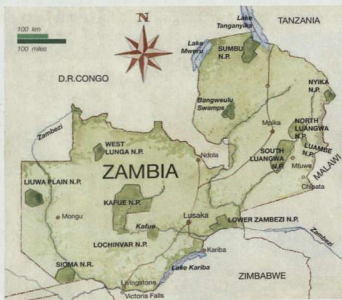 100 km
100 miles
N
Lake
Tanganyika
TANZANIA
Lake
Mweru
SUMBU
N.P.
D.R.CONGO
NYIKA
N.P.
Bangweulu
Swamps
Zambezi
Mpika
NORTH
LUANGWA
N.P.
WEST
LUNGA N.P.
Ndola
SOUTH
LUANGWA
N.P.
LUAMBE
N.P.
Mfuwe
MALAWI
Chipata
ZAMBIA
LIUWA PLAIN N.P.
KAFUE N.P.
Mongu
Lusaka
LOWER ZAMBEZI N.P.
Kafue
Zambezi
LOCHINVAR N.P.
Kariba
SIOMA N.R.
Lake Kariba
ZIMBABWE
Livingstone
Victoria Falls